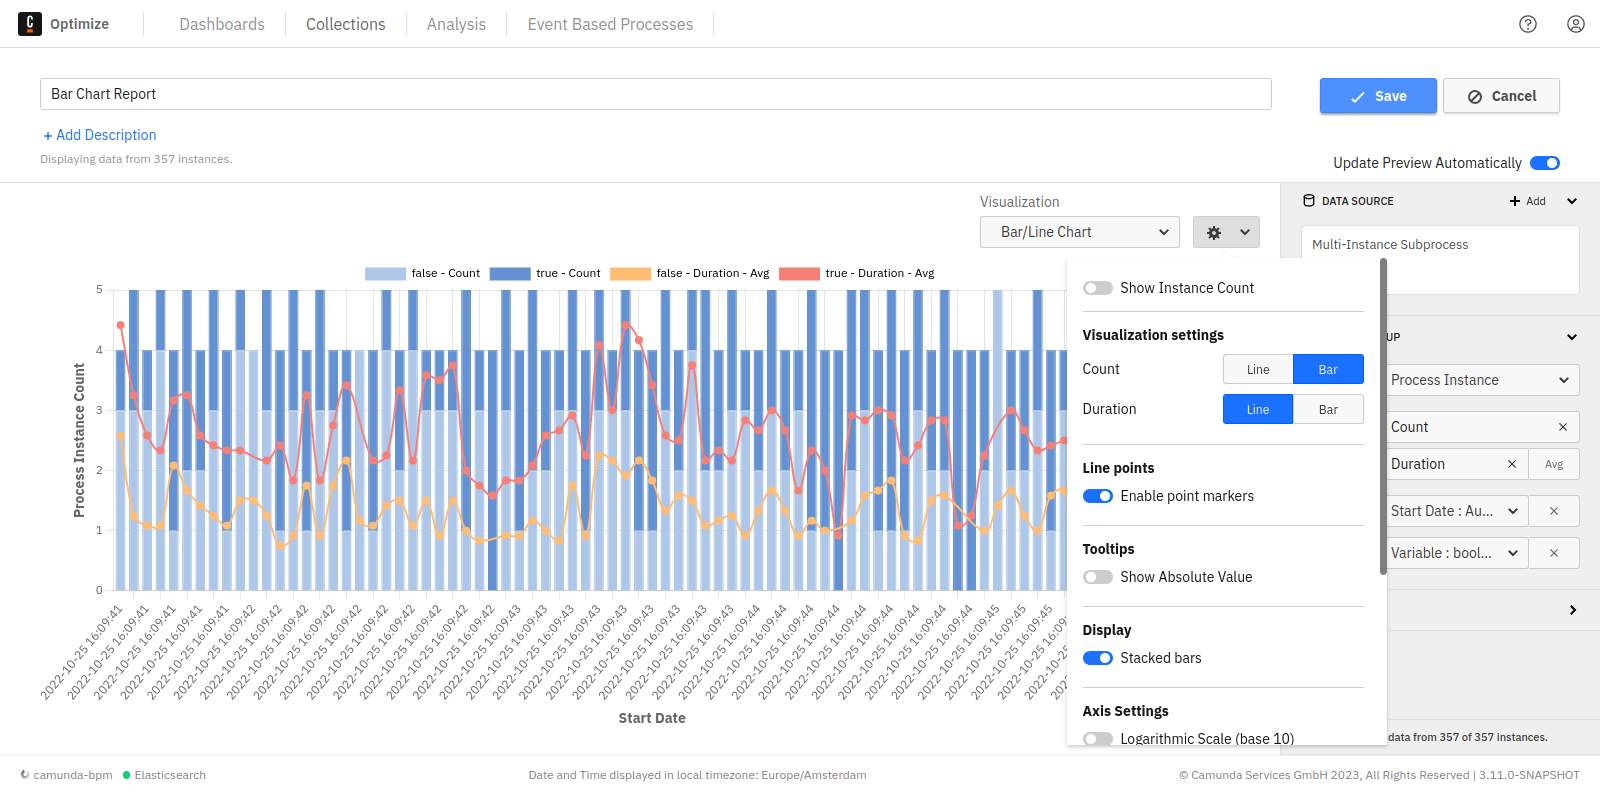 C Optimize Dashboards Collections Analysis Event Based Processes
Bar Chart Report
Save
Cancel
+ Add Description
Displaying data from 357 instances.
Update Preview Automatically
Visualization
Bar/Line Chart
DATA SOURCE
+ Add
Multi-Instance Subprocess
false - Count
true - Count
false - Duration - Avg
true - Duration - Avg
5
4
3
2
1
0
Process Instance Count
2022-10-25 16:09:41
2022-10-25 16:09:41
2022-10-25 16:09:41
2022-10-25 16:09:41
2022-10-25 16:09:41
2022-10-25 16:09:42
2022-10-25 16:09:42
2022-10-25 16:09:42
2022-10-25 16:09:42
2022-10-25 16:09:42
2022-10-25 16:09:42
2022-10-25 16:09:42
2022-10-25 16:09:42
2022-10-25 16:09:42
2022-10-25 16:09:42
2022-10-25 16:09:43
2022-10-25 16:09:43
2022-10-25 16:09:43
2022-10-25 16:09:43
2022-10-25 16:09:43
2022-10-25 16:09:43
2022-10-25 16:09:43
2022-10-25 16:09:43
2022-10-25 16:09:43
2022-10-25 16:09:44
2022-10-25 16:09:44
2022-10-25 16:09:44
2022-10-25 16:09:44
2022-10-25 16:09:44
2022-10-25 16:09:44
2022-10-25 16:09:44
2022-10-25 16:09:44
2022-10-25 16:09:44
2022-10-25 16:09:45
2022-10-25 16:09:45
2022-10-25 16:09:45
Start Date
Show Instance Count
Visualization settings
Count
Line
Bar
Duration
Line
Bar
Line points
Enable point markers
Tooltips
Show Absolute Value
Display
Stacked bars
Axis Settings
Logarithmic Scale (base 10)
UP
Process Instance
Count
Duration
Avg
Start Date : Au...
Variable : bool...
data from 357 of 357 instances.
camunda-bpm Elasticsearch
Date and Time displayed in local timezone: Europe/Amsterdam
© Camunda Services GmbH 2023, All Rights Reserved | 3.11.0-SNAPSHOT